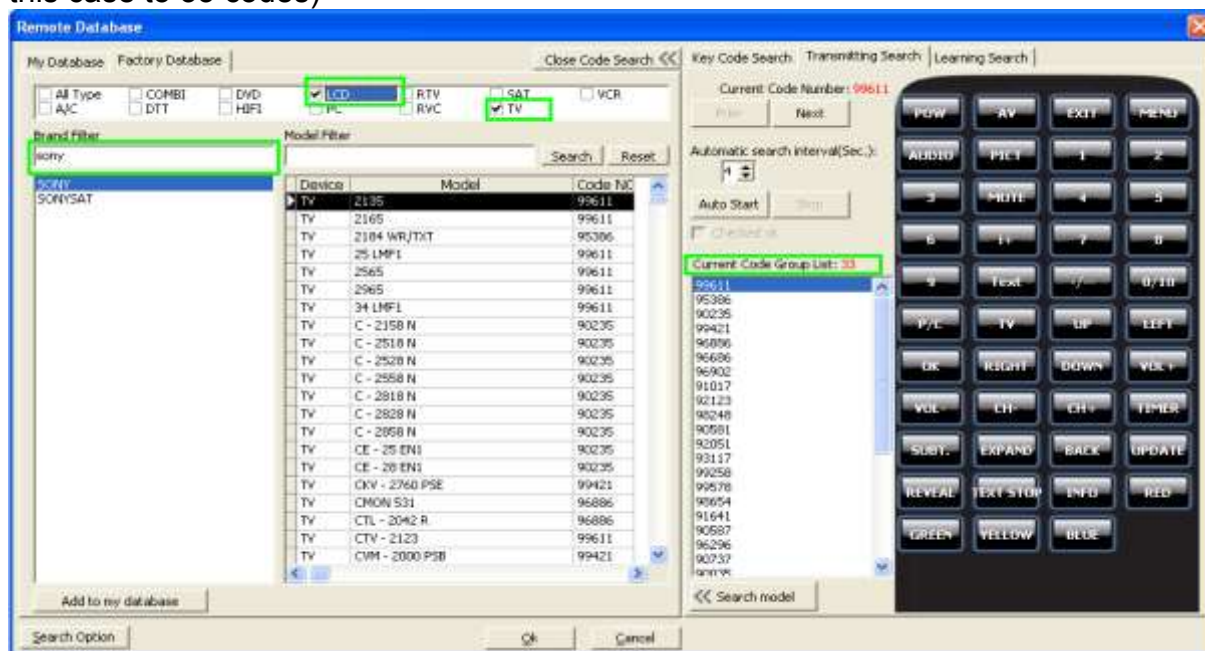 Remote Database
My Database Factory Database Close Code Search <<
All Type COMBI DVD LCD RTV SAT VCR
A/C DTT HIFI PC RVC TV
Brand Filter Model Filter
sony Search Reset
SONY
SONYSAT
Device Model Code NO
TV 2135 99611
TV 2165 99611
TV 2184 WR/TXT 95386
TV 25 LMF1 99611
TV 2565 99611
TV 2965 99611
TV 34 LMF1 99611
TV C - 2158 N 90235
TV C - 2518 N 90235
TV C - 2528 N 90235
TV C - 2558 N 90235
TV C - 2818 N 90235
TV C - 2828 N 90235
TV C - 2858 N 90235
TV CE - 25 EN1 90235
TV CE - 28 EN1 90235
TV CKV - 2760 PSE 99421
TV CMON 531 96886
TV CTL - 2042 R 96886
TV CTV - 2123 99611
TV CVM - 2000 PSB 99421
Add to my database
Search Option Ok Cancel
Key Code Search Transmitting Search Learning Search
Current Code Number: 99611
Prev Next
Automatic search interval(Sec.):
Auto Start Stop
Checked ok
Current Code Group List: 33
99611
95386
90235
99421
96886
96686
96902
91017
92123
98248
90581
92051
93117
99258
99578
98654
91641
90587
96296
90737
<< Search model
POW AV EXIT MENU
AUDIO PICT 1 2
3 MUTE 4 5
6 i+ 7 8
9 Text -/-- 0/10
P/C TV UP LEFT
OK RIGHT DOWN VOL+
VOL- CH- CH+ TIMER
SUBT. EXPAND BACK UPDATE
REVEAL TEXT STOP INFO RED
GREEN YELLOW BLUE